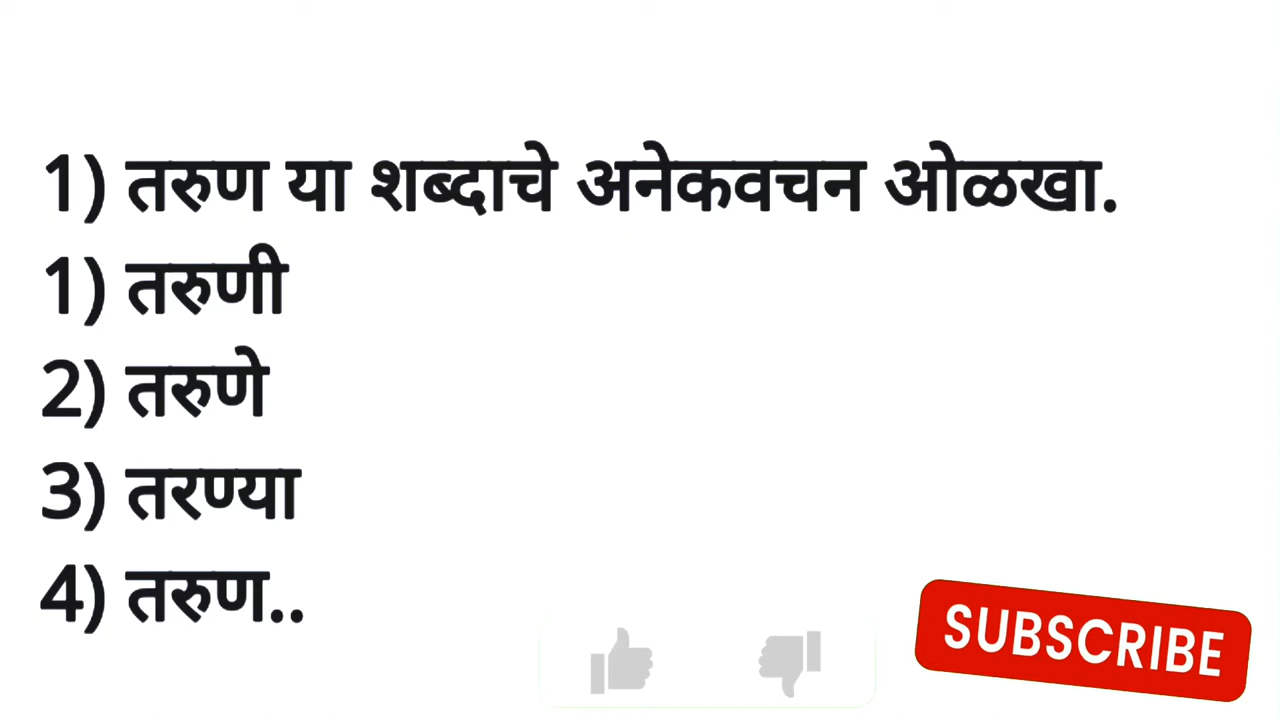 1) तरुण या शब्दाचे अनेकवचन ओळखा.
1) तरुणी
2) तरुणे
3) तरण्या
4) तरुण..
SUBSCRIBE